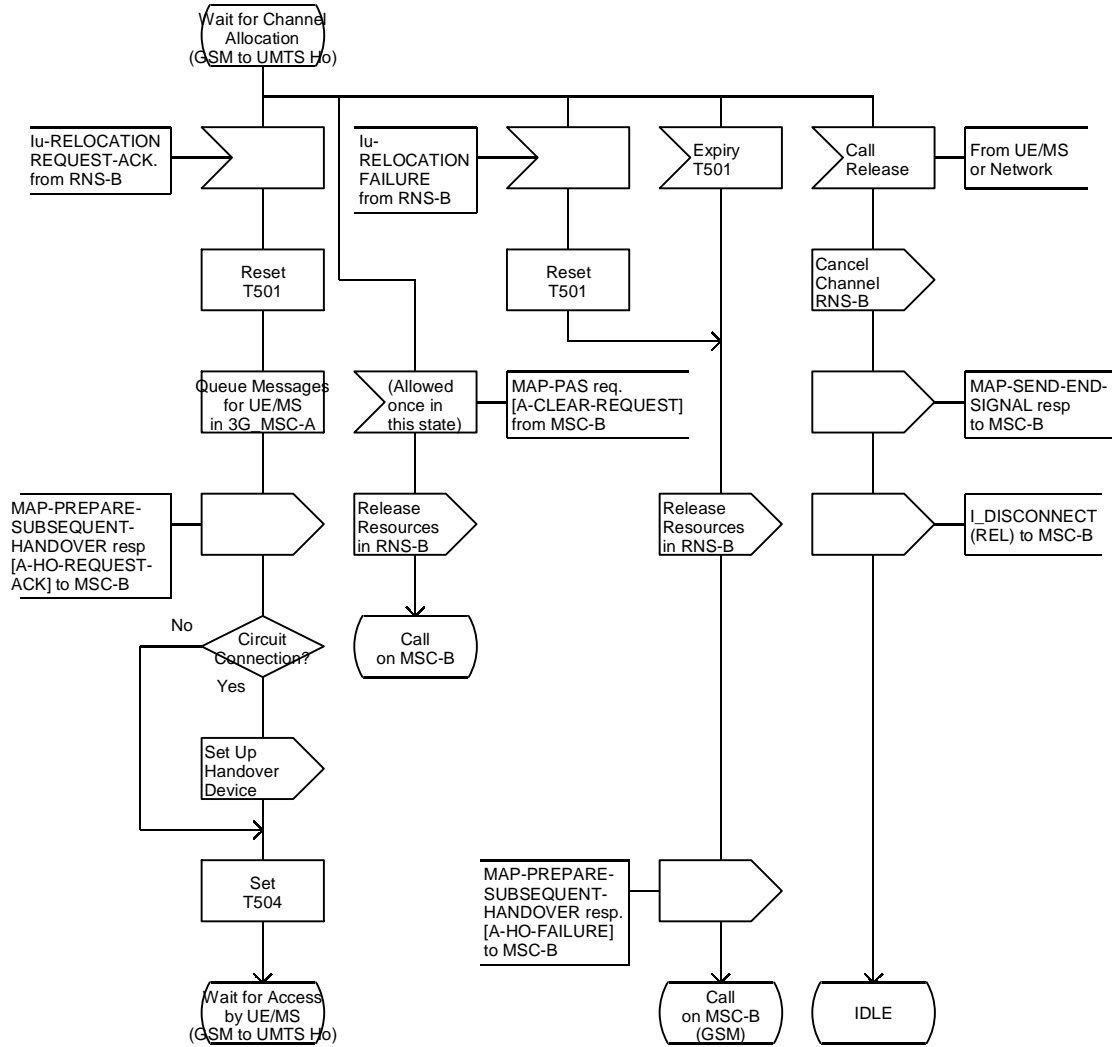 Wait for Channel
Allocation
(GSM to UMTS Ho)
Iu-RELOCATION
REQUEST-ACK.
from RNS-B
Iu-
RELOCATION
FAILURE
from RNS-B
Expiry
T501
Call
Release
From UE/MS
or Network
Reset
T501
Reset
T501
Cancel
Channel
RNS-B
Queue Messages
for UE/MS
in 3G_MSC-A
(Allowed
once in
this state)
MAP-PAS req.
[A-CLEAR-REQUEST]
from MSC-B
MAP-SEND-END-
SIGNAL resp
to MSC-B
MAP-PREPARE-
SUBSEQUENT-
HANDOVER resp
[A-HO-REQUEST-
ACK] to MSC-B
Release
Resources
in RNS-B
Release
Resources
in RNS-B
I_DISCONNECT
(REL) to MSC-B
No
Circuit
Connection?
Yes
Call
on MSC-B
Set Up
Handover
Device
Set
T504
MAP-PREPARE-
SUBSEQUENT-
HANDOVER resp.
[A-HO-FAILURE]
to MSC-B
Wait for Access
by UE/MS
(GSM to UMTS Ho)
Call
on MSC-B
(GSM)
IDLE